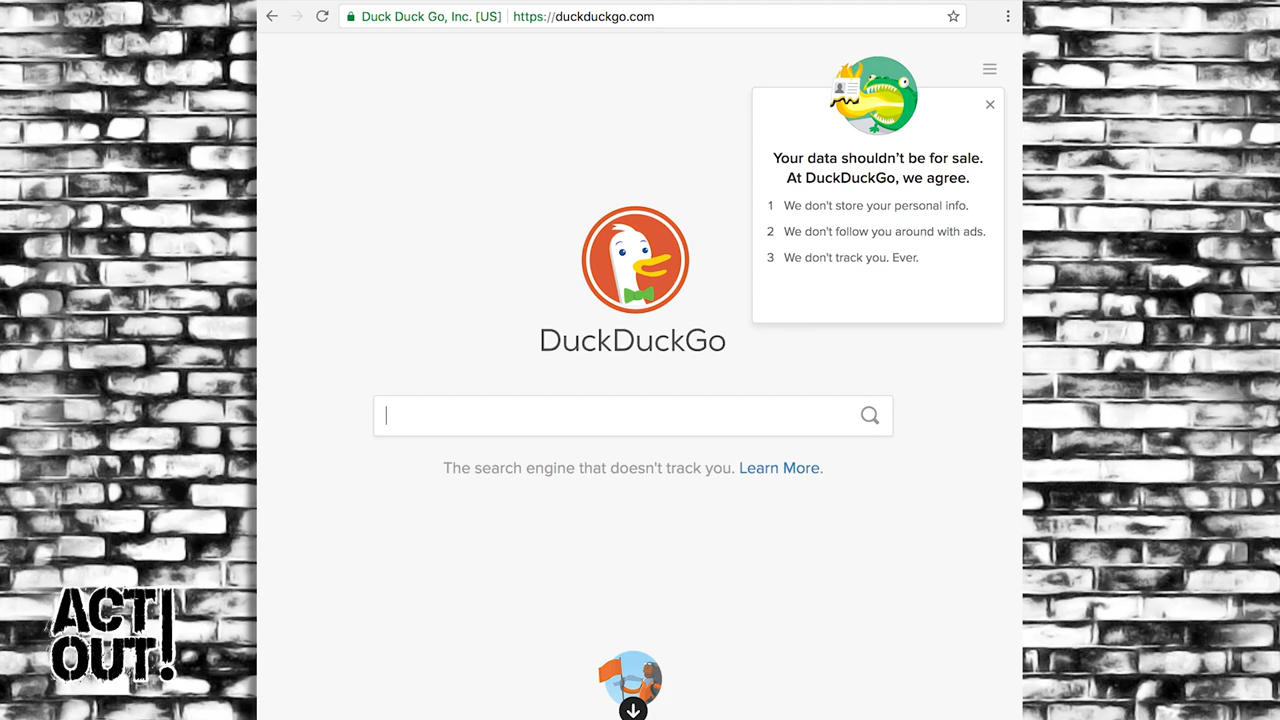 Duck Duck Go, Inc. [US] https://duckduckgo.com
Your data shouldn't be for sale.
At DuckDuckGo, we agree.
1 We don't store your personal info.
2 We don't follow you around with ads.
3 We don't track you. Ever.
DuckDuckGo
The search engine that doesn't track you. Learn More.
ACT
OUT!